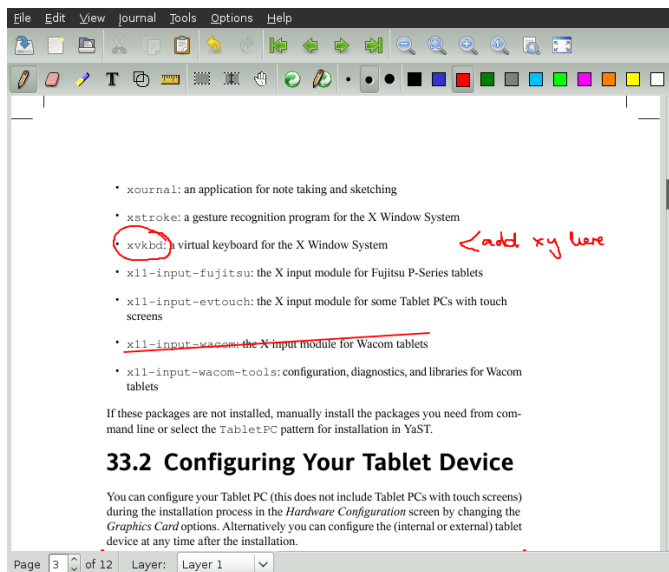 File Edit View Journal Tools Options Help
T
• xournal: an application for note taking and sketching
• xstroke: a gesture recognition program for the X Window System
• xvkbd: a virtual keyboard for the X Window System
<add xy here
• x11-input-fujitsu: the X input module for Fujitsu P-Series tablets
• x11-input-evtouch: the X input module for some Tablet PCs with touch
screens
• x11-input-wacom: the X input module for Wacom tablets
• x11-input-wacom-tools: configuration, diagnostics, and libraries for Wacom
tablets
If these packages are not installed, manually install the packages you need from com-
mand line or select the TabletPC pattern for installation in YaST.
33.2 Configuring Your Tablet Device
You can configure your Tablet PC (this does not include Tablet PCs with touch screens)
during the installation process in the Hardware Configuration screen by changing the
Graphics Card options. Alternatively you can configure the (internal or external) tablet
device at any time after the installation.
Page 3 of 12 Layer: Layer 1